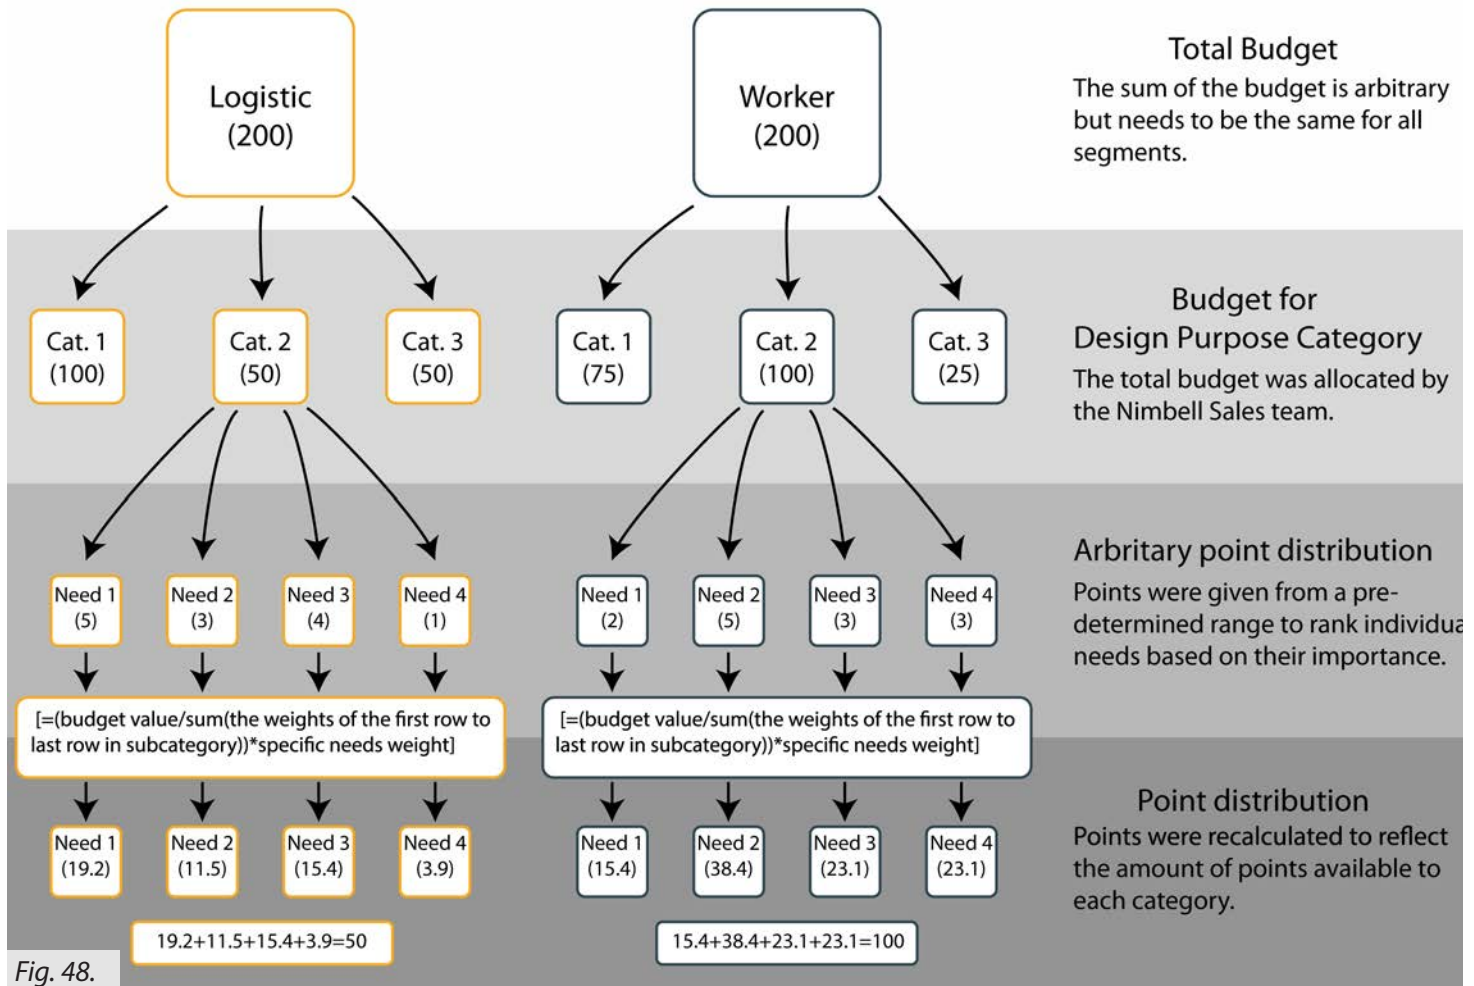 Logistic
(200)
Worker
(200)
Total Budget
The sum of the budget is arbitrary
but needs to be the same for all
segments.
Cat. 1
(100)
Cat. 2
(50)
Cat. 3
(50)
Cat. 1
(75)
Cat. 2
(100)
Cat. 3
(25)
Budget for
Design Purpose Category
The total budget was allocated by
the Nimbell Sales team.
Need 1
(5)
Need 2
(3)
Need 3
(4)
Need 4
(1)
Need 1
(2)
Need 2
(5)
Need 3
(3)
Need 4
(3)
Arbritary point distribution
Points were given from a pre-
determined range to rank individua
needs based on their importance.
[=(budget value/sum(the weights of the first row to
last row in subcategory))*specific needs weight]
[=(budget value/sum(the weights of the first row to
last row in subcategory))*specific needs weight]
Need 1
(19.2)
Need 2
(11.5)
Need 3
(15.4)
Need 4
(3.9)
Need 1
(15.4)
Need 2
(38.4)
Need 3
(23.1)
Need 4
(23.1)
Point distribution
Points were recalculated to reflect
the amount of points available to
each category.
19.2+11.5+15.4+3.9=50
15.4+38.4+23.1+23.1=100
Fig. 48.